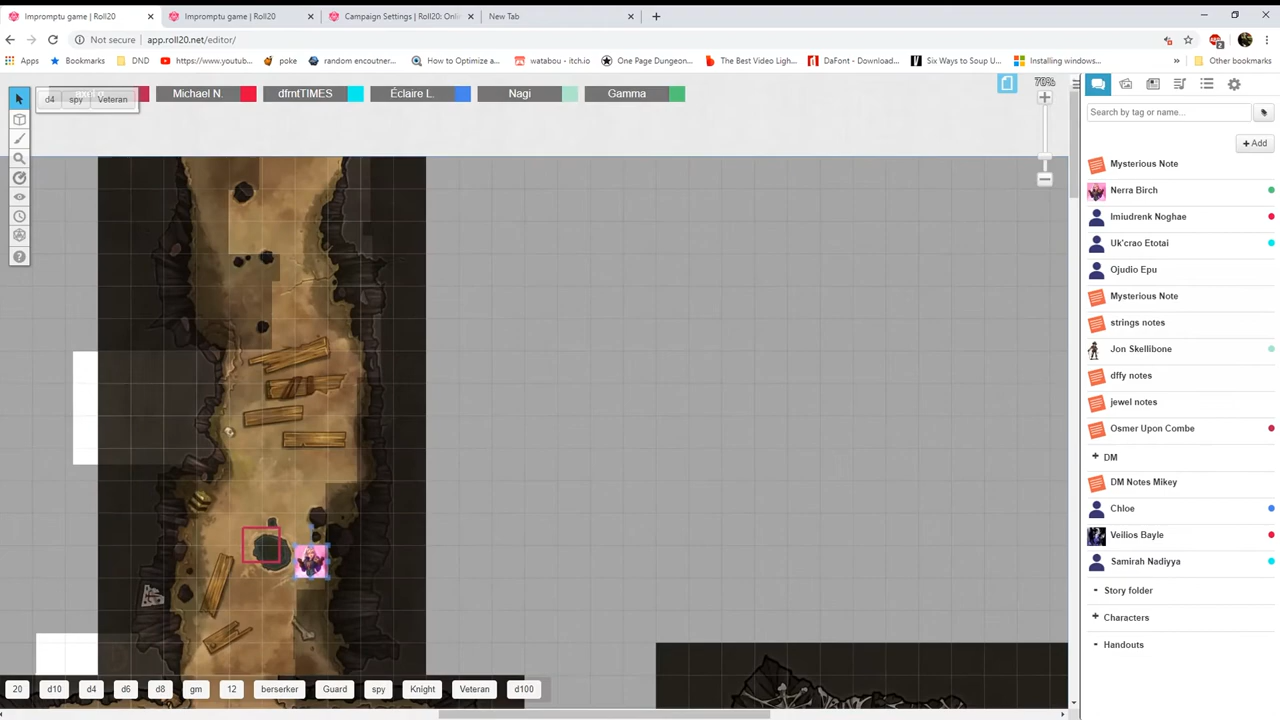 Impromptu game | Roll20
Impromptu game | Roll20
Campaign Settings | Roll20: Onli
New Tab
Not secure
app.roll20.net/editor/
Apps
Bookmarks
DND
https://www.youtub...
poke
random encoutner...
How to Optimize a...
watabou - itch.io
One Page Dungeon...
The Best Video Ligh...
DaFont - Downloa...
Six Ways to Soup U...
Installing windows...
»
Other bookmarks
d4
spy
Veteran
Michael N.
dfmtTIMES
Éclaire L.
Nagi
Gamma
70%
Search by tag or name...
+ Add
Mysterious Note
Nerra Birch
Imiudrenk Noghae
Uk'crao Etotai
Ojudio Epu
Mysterious Note
strings notes
Jon Skellibone
dffy notes
jewel notes
Osmer Upon Combe
+ DM
DM Notes Mikey
Chloe
Veilios Bayle
Samirah Nadiyya
- Story folder
+ Characters
- Handouts
20
d10
d4
d6
d8
gm
12
berserker
Guard
spy
Knight
Veteran
d100